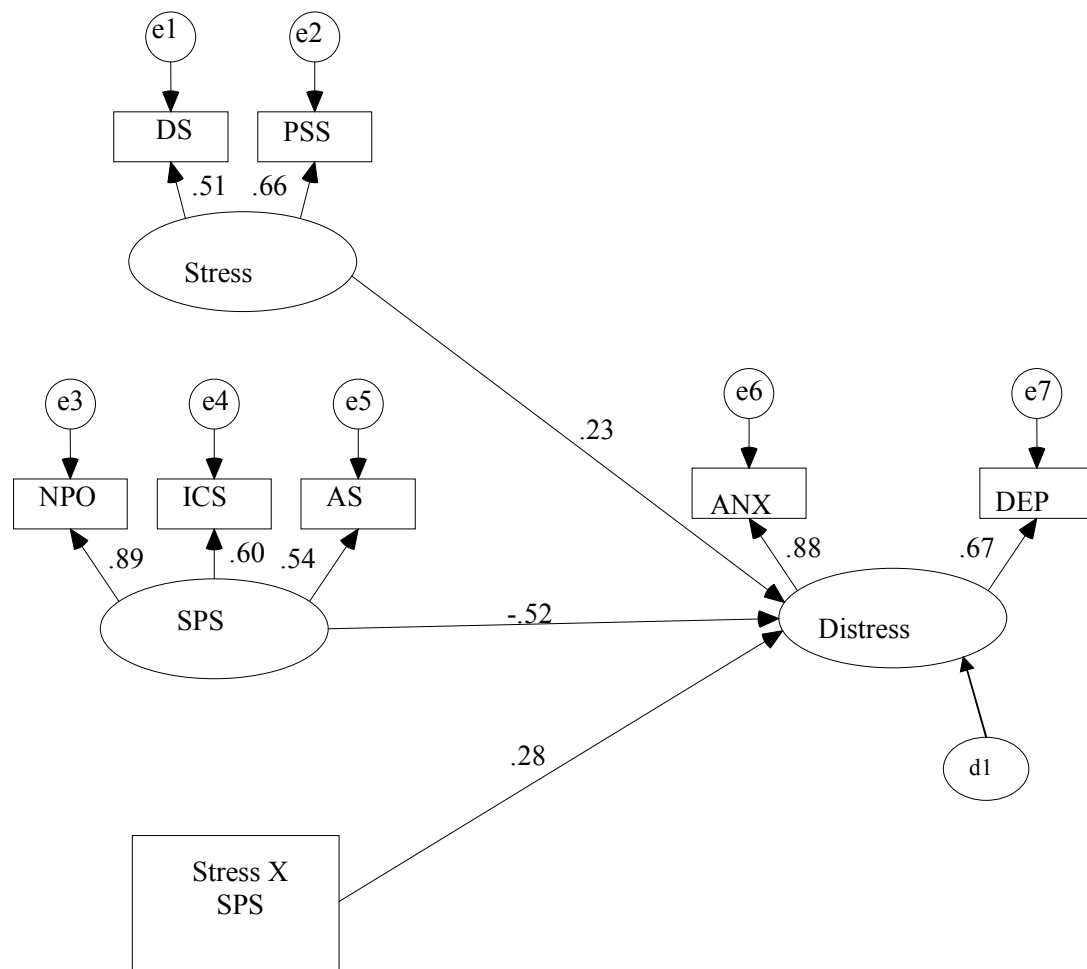 e1
e2
DS
PSS
.51
.66
Stress
e3
e4
e5
e6
e7
.23
NPO
ICS
AS
ANX
DEP
.89
.60
.54
.88
.67
SPS
-.52
Distress
.28
d1
Stress X
SPS